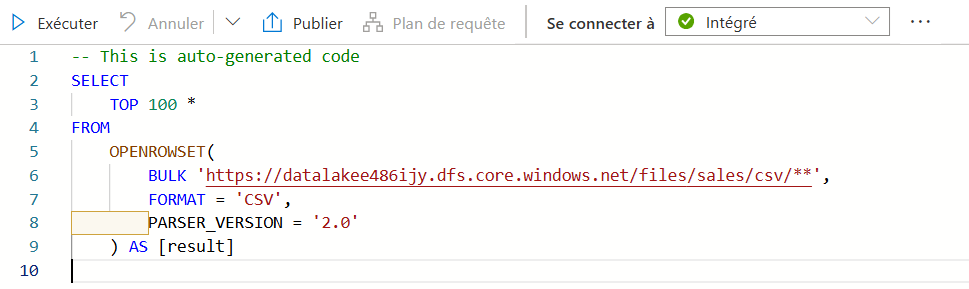 Exécuter Annuler Publier Plan de requête Se connecter à Intégré ...
1 -- This is auto-generated code
2 SELECT
3 TOP 100 *
4 FROM
5 OPENROWSET(
6 BULK 'https://datalakee486ijy.dfs.core.windows.net/files/sales/csv/**',
7 FORMAT = 'CSV',
8 PARSER_VERSION = '2.0'
9 ) AS [result]
10